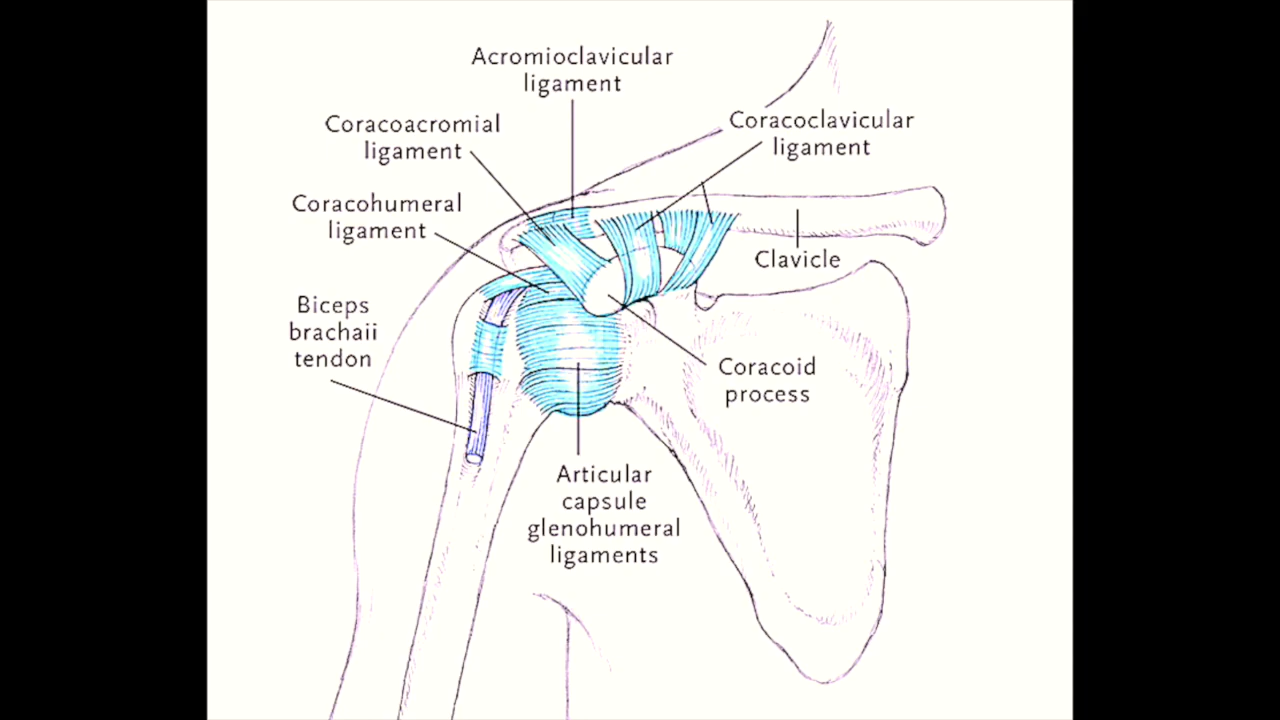 Acromioclavicular
ligament
Coracoacromial
ligament
Coracoclavicular
ligament
Coracohumeral
ligament
Clavicle
Biceps
brachaii
tendon
Coracoid
process
Articular
capsule
glenohumeral
ligaments